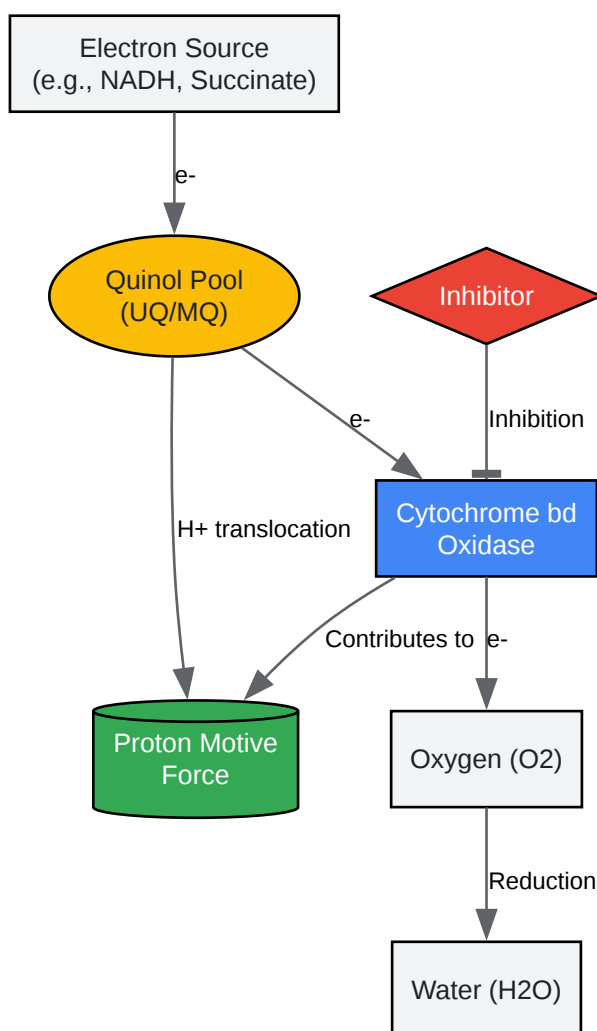 Electron Source
(e.g., NADH, Succinate)
e-
Quinol Pool
(UQ/MQ)
Inhibitor
e-
Inhibition
Cytochrome bd
Oxidase
H+ translocation
Contributes to
e-
Proton Motive
Force
Oxygen (O2)
Reduction
Water (H2O)